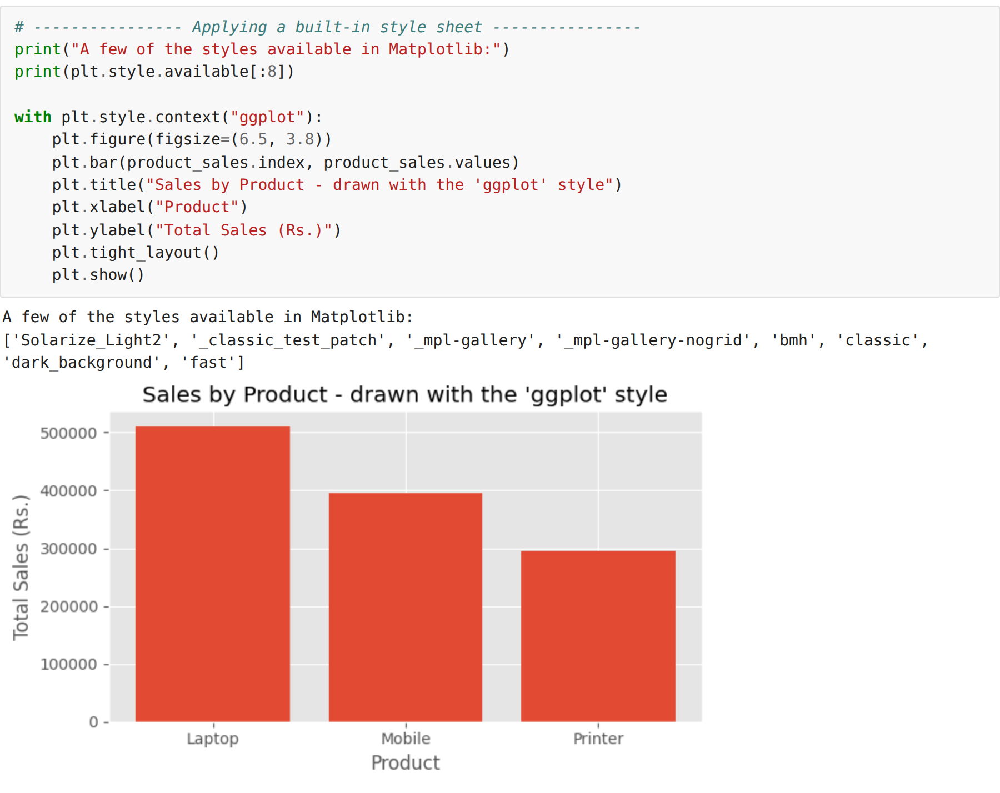 # ---------------- Applying a built-in style sheet ----------------
print("A few of the styles available in Matplotlib:")
print(plt.style.available[:8])
with plt.style.context("ggplot"):
    plt.figure(figsize=(6.5, 3.8))
    plt.bar(product_sales.index, product_sales.values)
    plt.title("Sales by Product - drawn with the 'ggplot' style")
    plt.xlabel("Product")
    plt.ylabel("Total Sales (Rs.)")
    plt.tight_layout()
    plt.show()
A few of the styles available in Matplotlib:
['Solarize_Light2', '_classic_test_patch', '_mpl-gallery', '_mpl-gallery-nogrid', 'bmh', 'classic',
'dark_background', 'fast']
Sales by Product - drawn with the 'ggplot' style
Total Sales (Rs.)
500000
400000
300000
200000
100000
0
Laptop Mobile Printer
Product